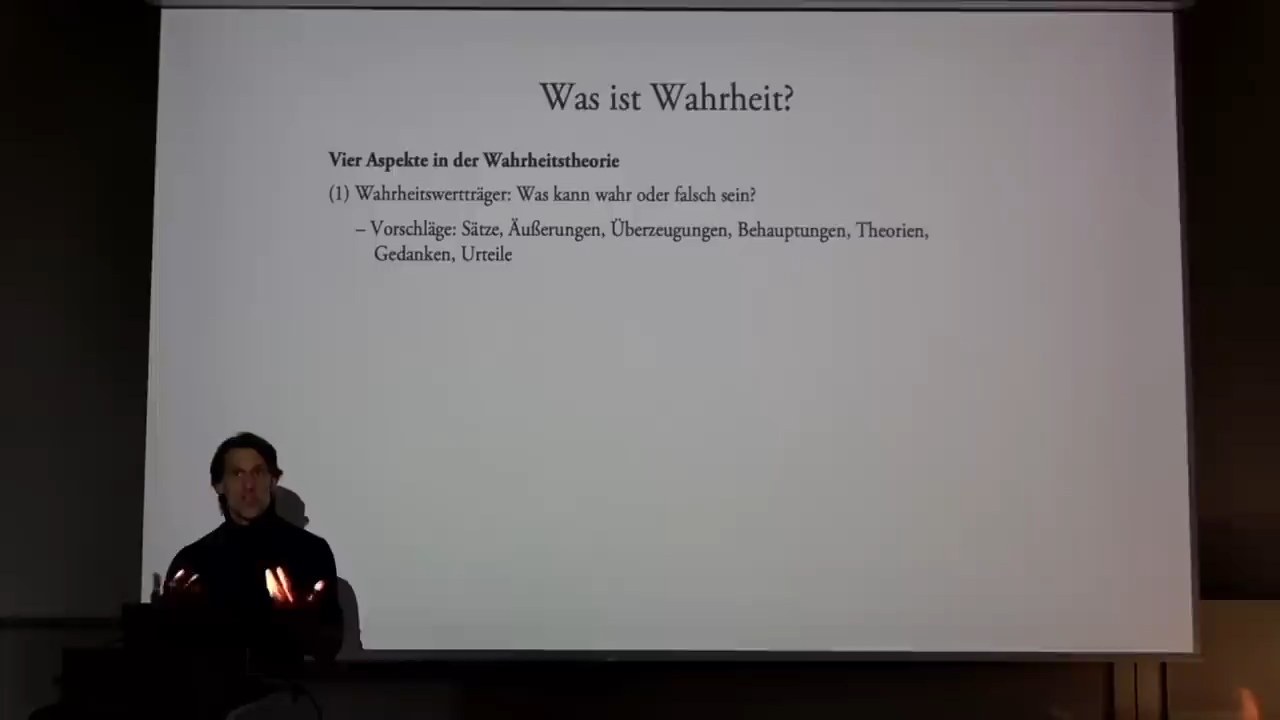 Was ist Wahrheit?
Vier Aspekte in der Wahrheitstheorie
(1) Wahrheitswertträger: Was kann wahr oder falsch sein?
– Vorschläge: Sätze, Äußerungen, Überzeugungen, Behauptungen, Theorien,
Gedanken, Urteile